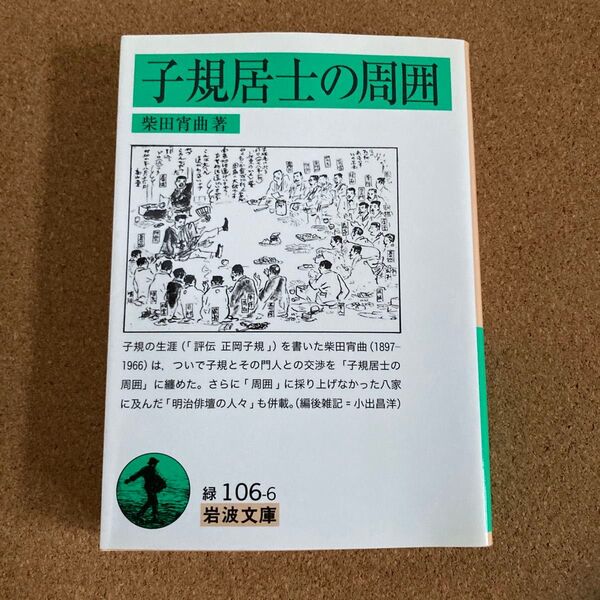 子規居士の周囲
柴田宵曲著
子規の生涯(「評伝 正岡子規」)を書いた柴田宵曲(1897–
1966)は、ついで子規とその門人との交渉を「子規居士の
周囲」に纏めた。さらに「周囲」に採り上げなかった八家
に及んだ「明治俳壇の人々」も併載。(編後雑記=小出昌洋)
緑 106-6
岩波文庫